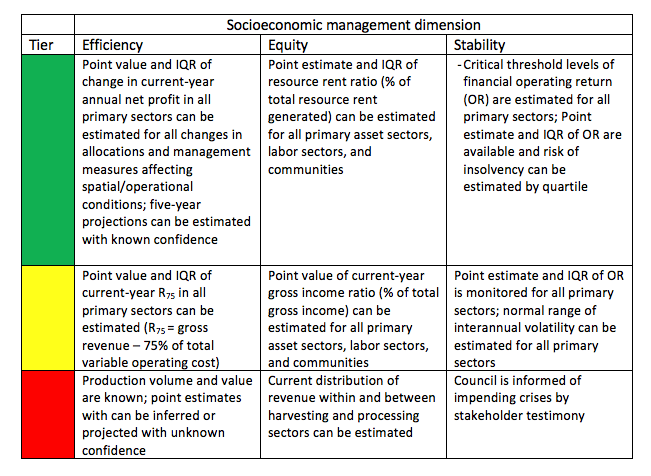 Socioeconomic management dimension
Tier Efficiency Equity Stability
Point value and IQR of
change in current-year
annual net profit in all
primary sectors can be
estimated for all changes in
allocations and management
measures affecting
spatial/operational
conditions; five-year
projections can be estimated
with known confidence
Point estimate and IQR of
resource rent ratio (% of
total resource rent
generated) can be estimated
for all primary asset sectors,
labor sectors, and
communities
- Critical threshold levels of
financial operating return
(OR) are estimated for all
primary sectors; Point
estimate and IQR of OR are
available and risk of
insolvency can be
estimated by quartile
Point value and IQR of
current-year R75 in all
primary sectors can be
estimated (R75 = gross
revenue – 75% of total
variable operating cost)
Point value of current-year
gross income ratio (% of total
gross income) can be
estimated for all primary
asset sectors, labor sectors,
and communities
Point estimate and IQR of OR
is monitored for all primary
sectors; normal range of
interannual volatility can be
estimated for all primary
sectors
Production volume and value
are known; point estimates
with can be inferred or
projected with unknown
confidence
Current distribution of
revenue within and between
harvesting and processing
sectors can be estimated
Council is informed of
impending crises by
stakeholder testimony